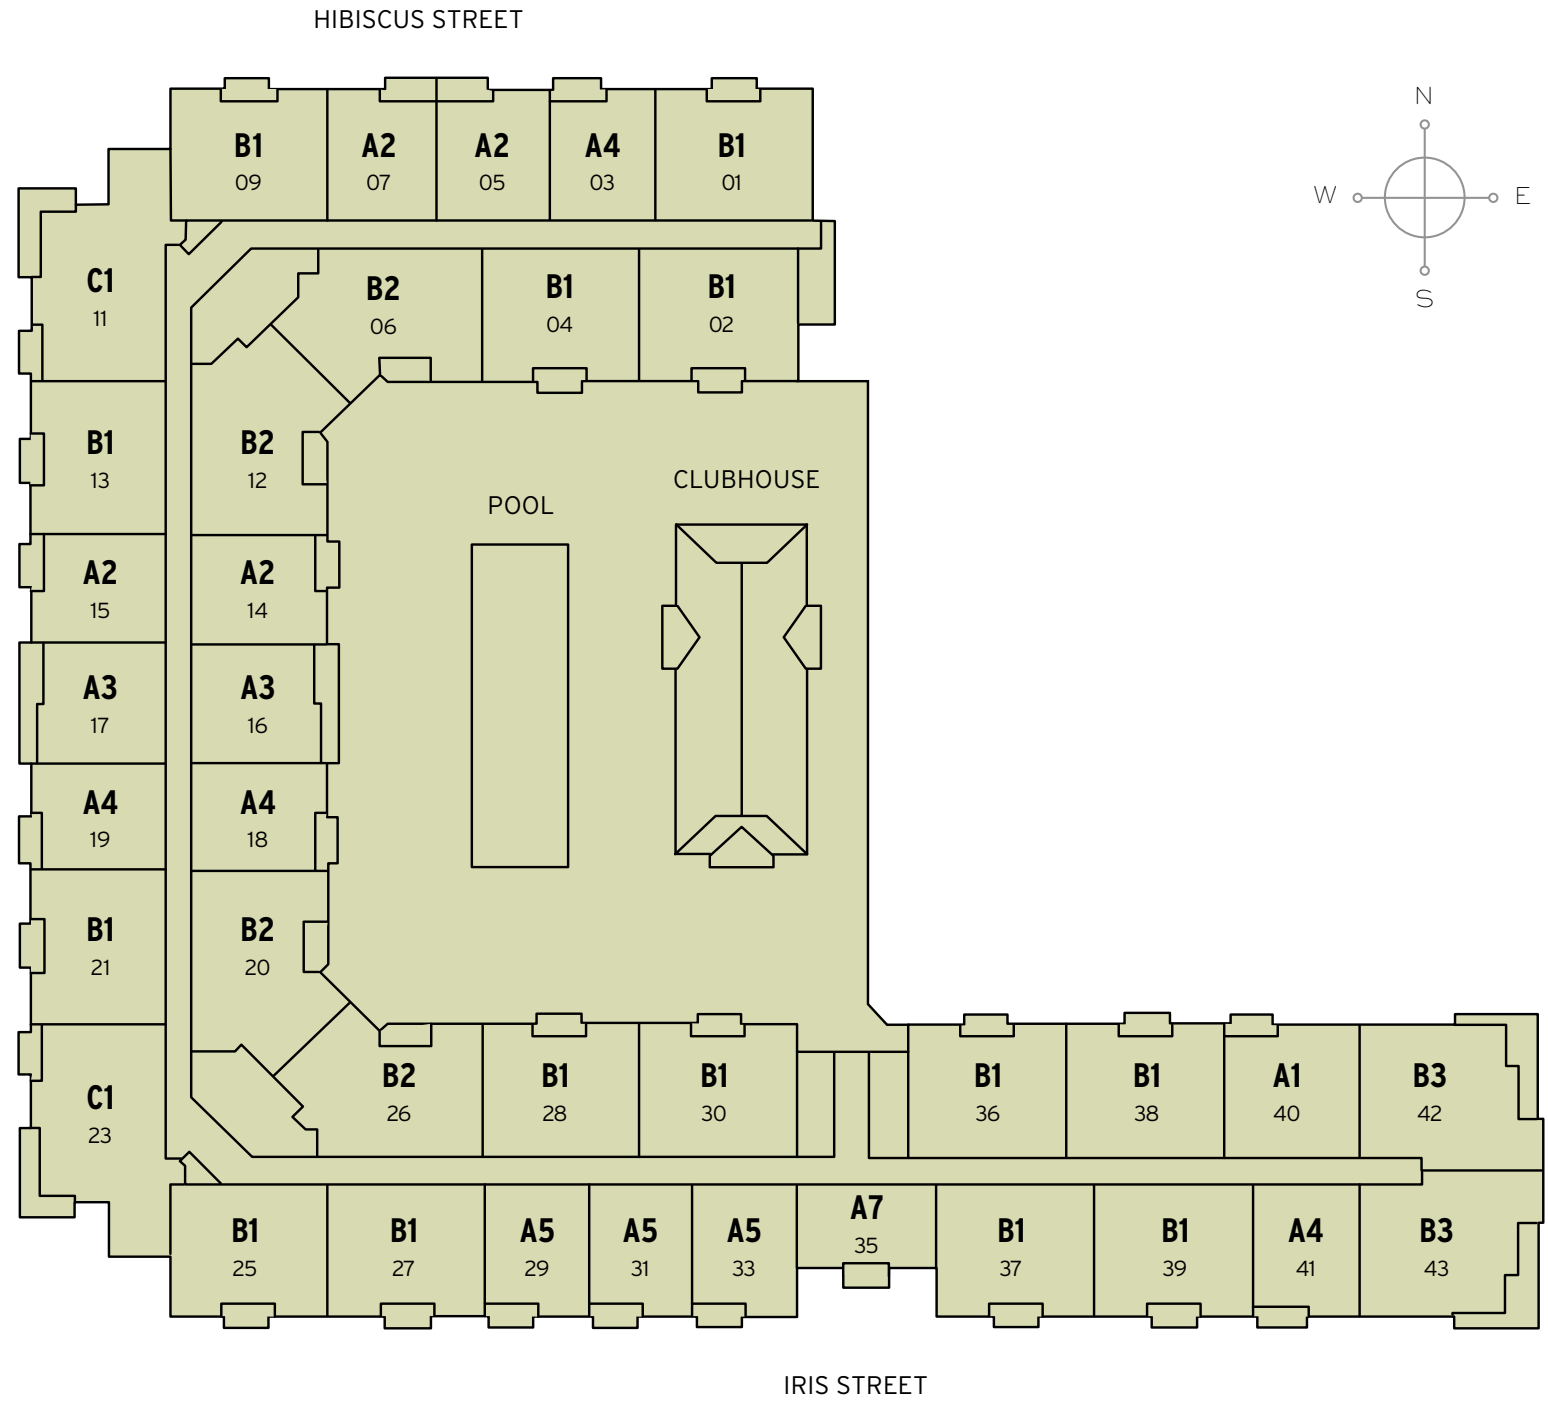 HIBISCUS STREET
N
W E
S
B1
09
A2
07
A2
05
A4
03
B1
01
C1
11
B2
06
B1
04
B1
02
B1
13
B2
12
POOL
CLUBHOUSE
A2
15
A2
14
A3
17
A3
16
A4
19
A4
18
B1
21
B2
20
C1
23
B2
26
B1
28
B1
30
B1
36
B1
38
A1
40
B3
42
B1
25
B1
27
A5
29
A5
31
A5
33
A7
35
B1
37
B1
39
A4
41
B3
43
IRIS STREET